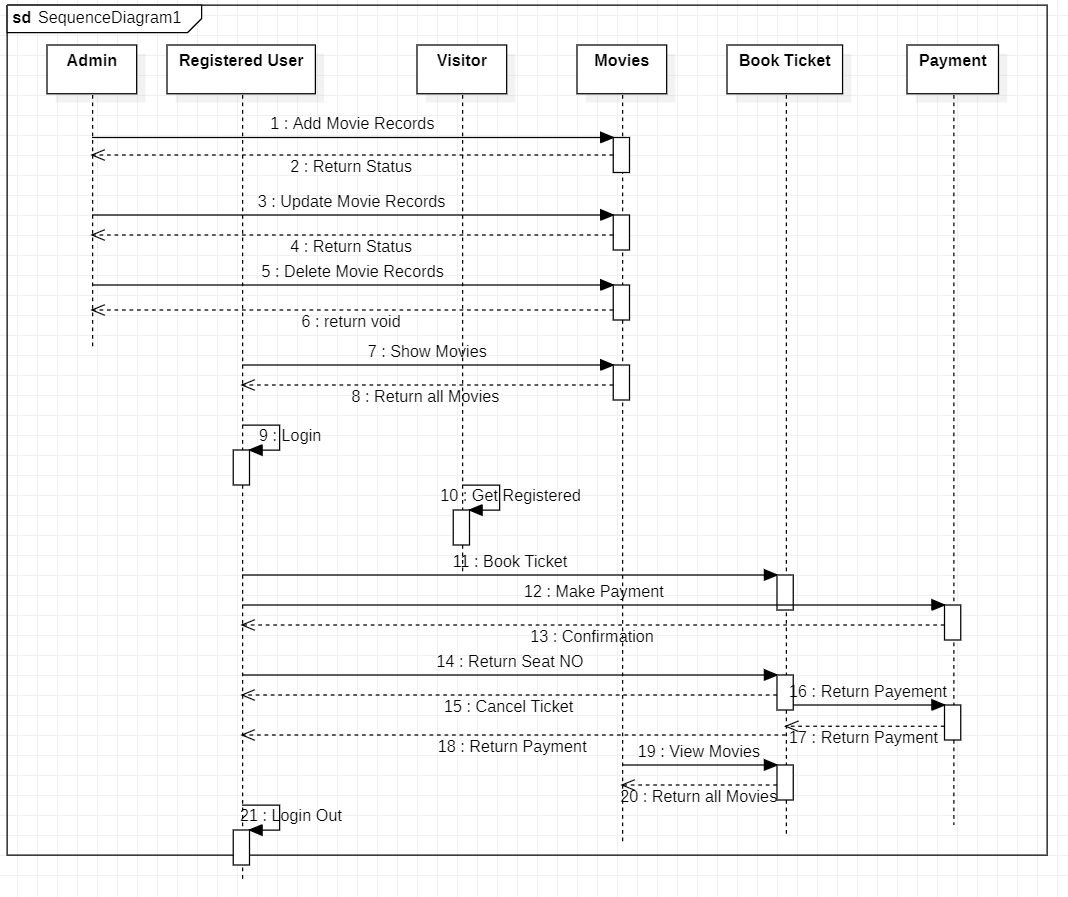 sd SequenceDiagram1
Admin
Registered User
Visitor
Movies
Book Ticket
Payment
1 : Add Movie Records
2 : Return Status
3 : Update Movie Records
4 : Return Status
5 : Delete Movie Records
6 : return void
7 : Show Movies
8 : Return all Movies
9 : Login
10 : Get Registered
11 : Book Ticket
12 : Make Payment
13 : Confirmation
14 : Return Seat NO
15 : Cancel Ticket
16 : Return Payement
17 : Return Payment
18 : Return Payment
19 : View Movies
20 : Return all Movies
21 : Login Out